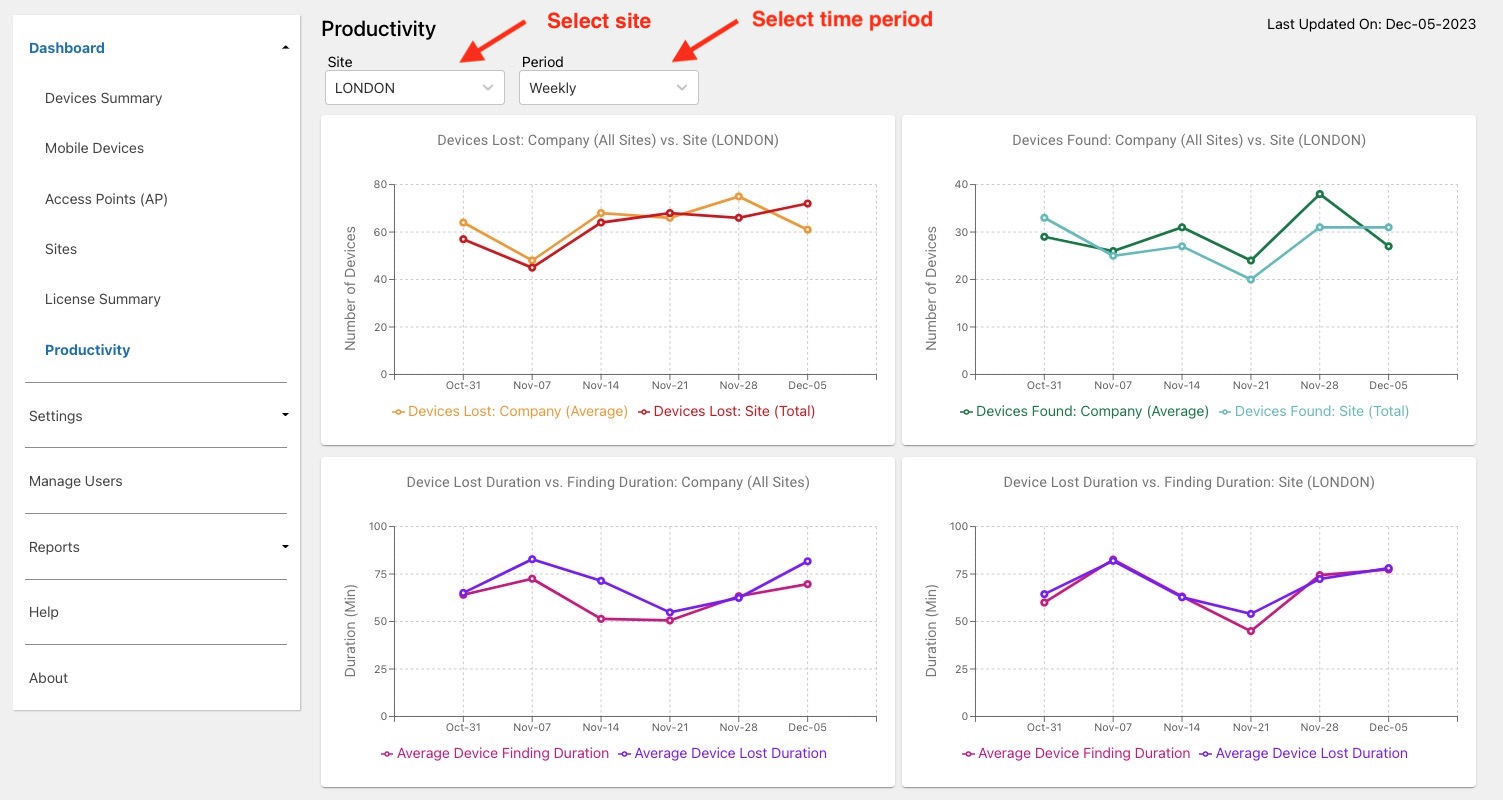 Dashboard
Devices Summary
Mobile Devices
Access Points (AP)
Sites
License Summary
Productivity
Settings
Manage Users
Reports
Help
About
Productivity
Select site
Select time period
Last Updated On: Dec-05-2023
Site
Period
LONDON
Weekly
Devices Lost: Company (All Sites) vs. Site (LONDON)
Number of Devices
80
60
40
20
0
Oct-31 Nov-07 Nov-14 Nov-21 Nov-28 Dec-05
Devices Lost: Company (Average) Devices Lost: Site (Total)
Devices Found: Company (All Sites) vs. Site (LONDON)
Number of Devices
40
30
20
10
0
Oct-31 Nov-07 Nov-14 Nov-21 Nov-28 Dec-05
Devices Found: Company (Average) Devices Found: Site (Total)
Device Lost Duration vs. Finding Duration: Company (All Sites)
Duration (Min)
100
75
50
25
0
Oct-31 Nov-07 Nov-14 Nov-21 Nov-28 Dec-05
Average Device Finding Duration Average Device Lost Duration
Device Lost Duration vs. Finding Duration: Site (LONDON)
Duration (Min)
100
75
50
25
0
Oct-31 Nov-07 Nov-14 Nov-21 Nov-28 Dec-05
Average Device Finding Duration Average Device Lost Duration